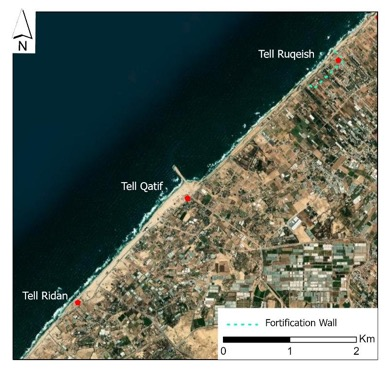 N
Tell Ruqeish
Tell Qatif
Tell Ridan
Fortification Wall
Km
0 1 2